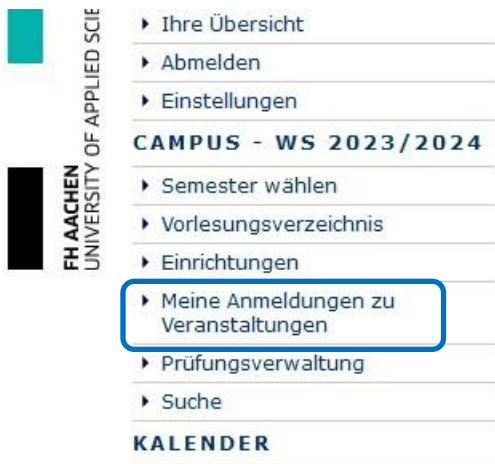 FH AACHEN
UNIVERSITY OF APPLIED SCIE
Ihre Übersicht
Abmelden
Einstellungen
CAMPUS - WS 2023/2024
Semester wählen
Vorlesungsverzeichnis
Einrichtungen
Meine Anmeldungen zu
Veranstaltungen
Prüfungsverwaltung
Suche
KALENDER